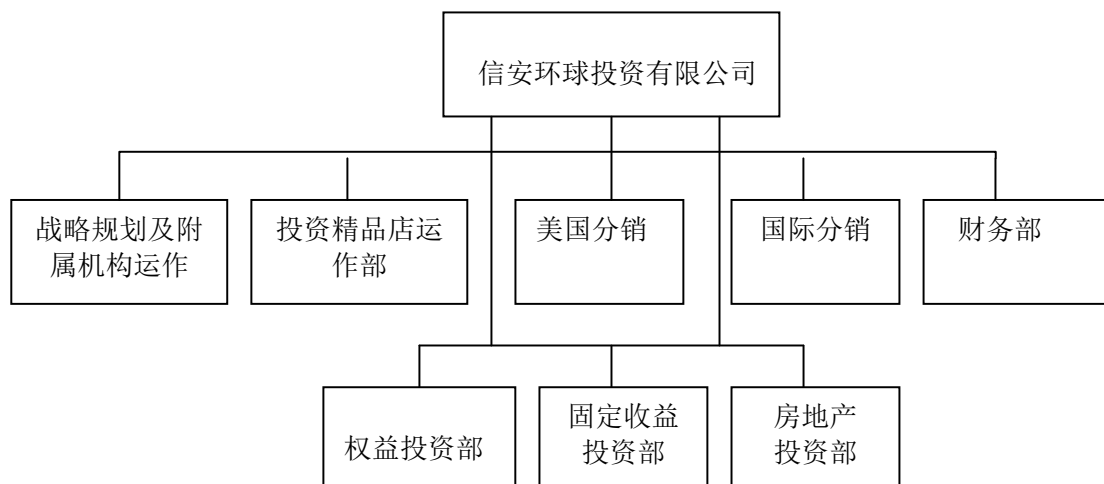 信安环球投资有限公司
战略规划及附
属机构运作
投资精品店运
作部
美国分销
国际分销
财务部
权益投资部
固定收益
投资部
房地产
投资部